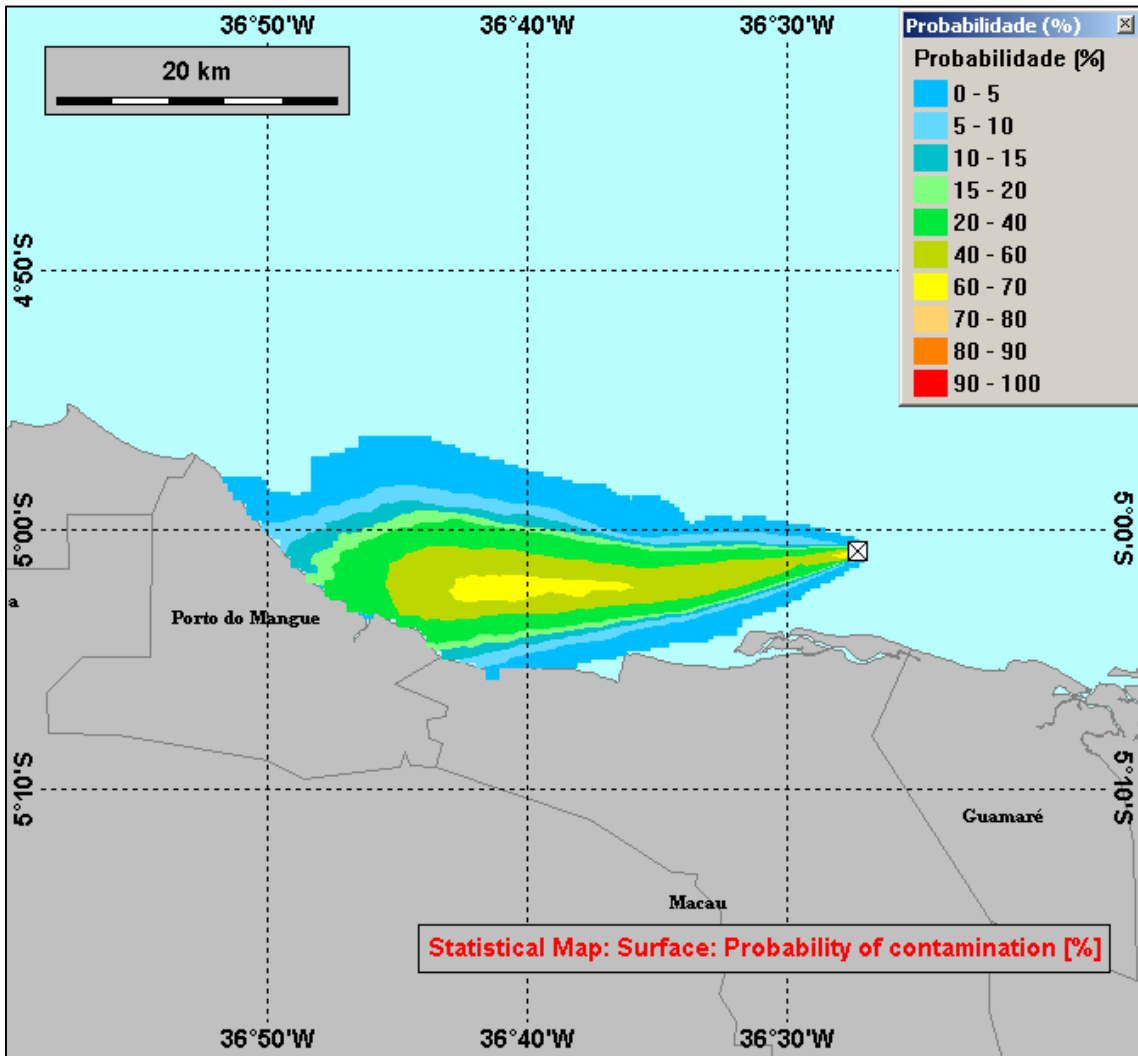 36°50'W
36°40'W
36°30'W
Probabilidade (%)
20 km
Probabilidade (%)
0 - 5
5 - 10
10 - 15
15 - 20
20 - 40
40 - 60
60 - 70
70 - 80
80 - 90
90 - 100
4°50'S
5°00'S
5°00'S
a
Porto do Mangue
5°10'S
5°10'S
Guamaré
Macau
Statistical Map: Surface: Probability of contamination [%]
36°50'W
36°40'W
36°30'W